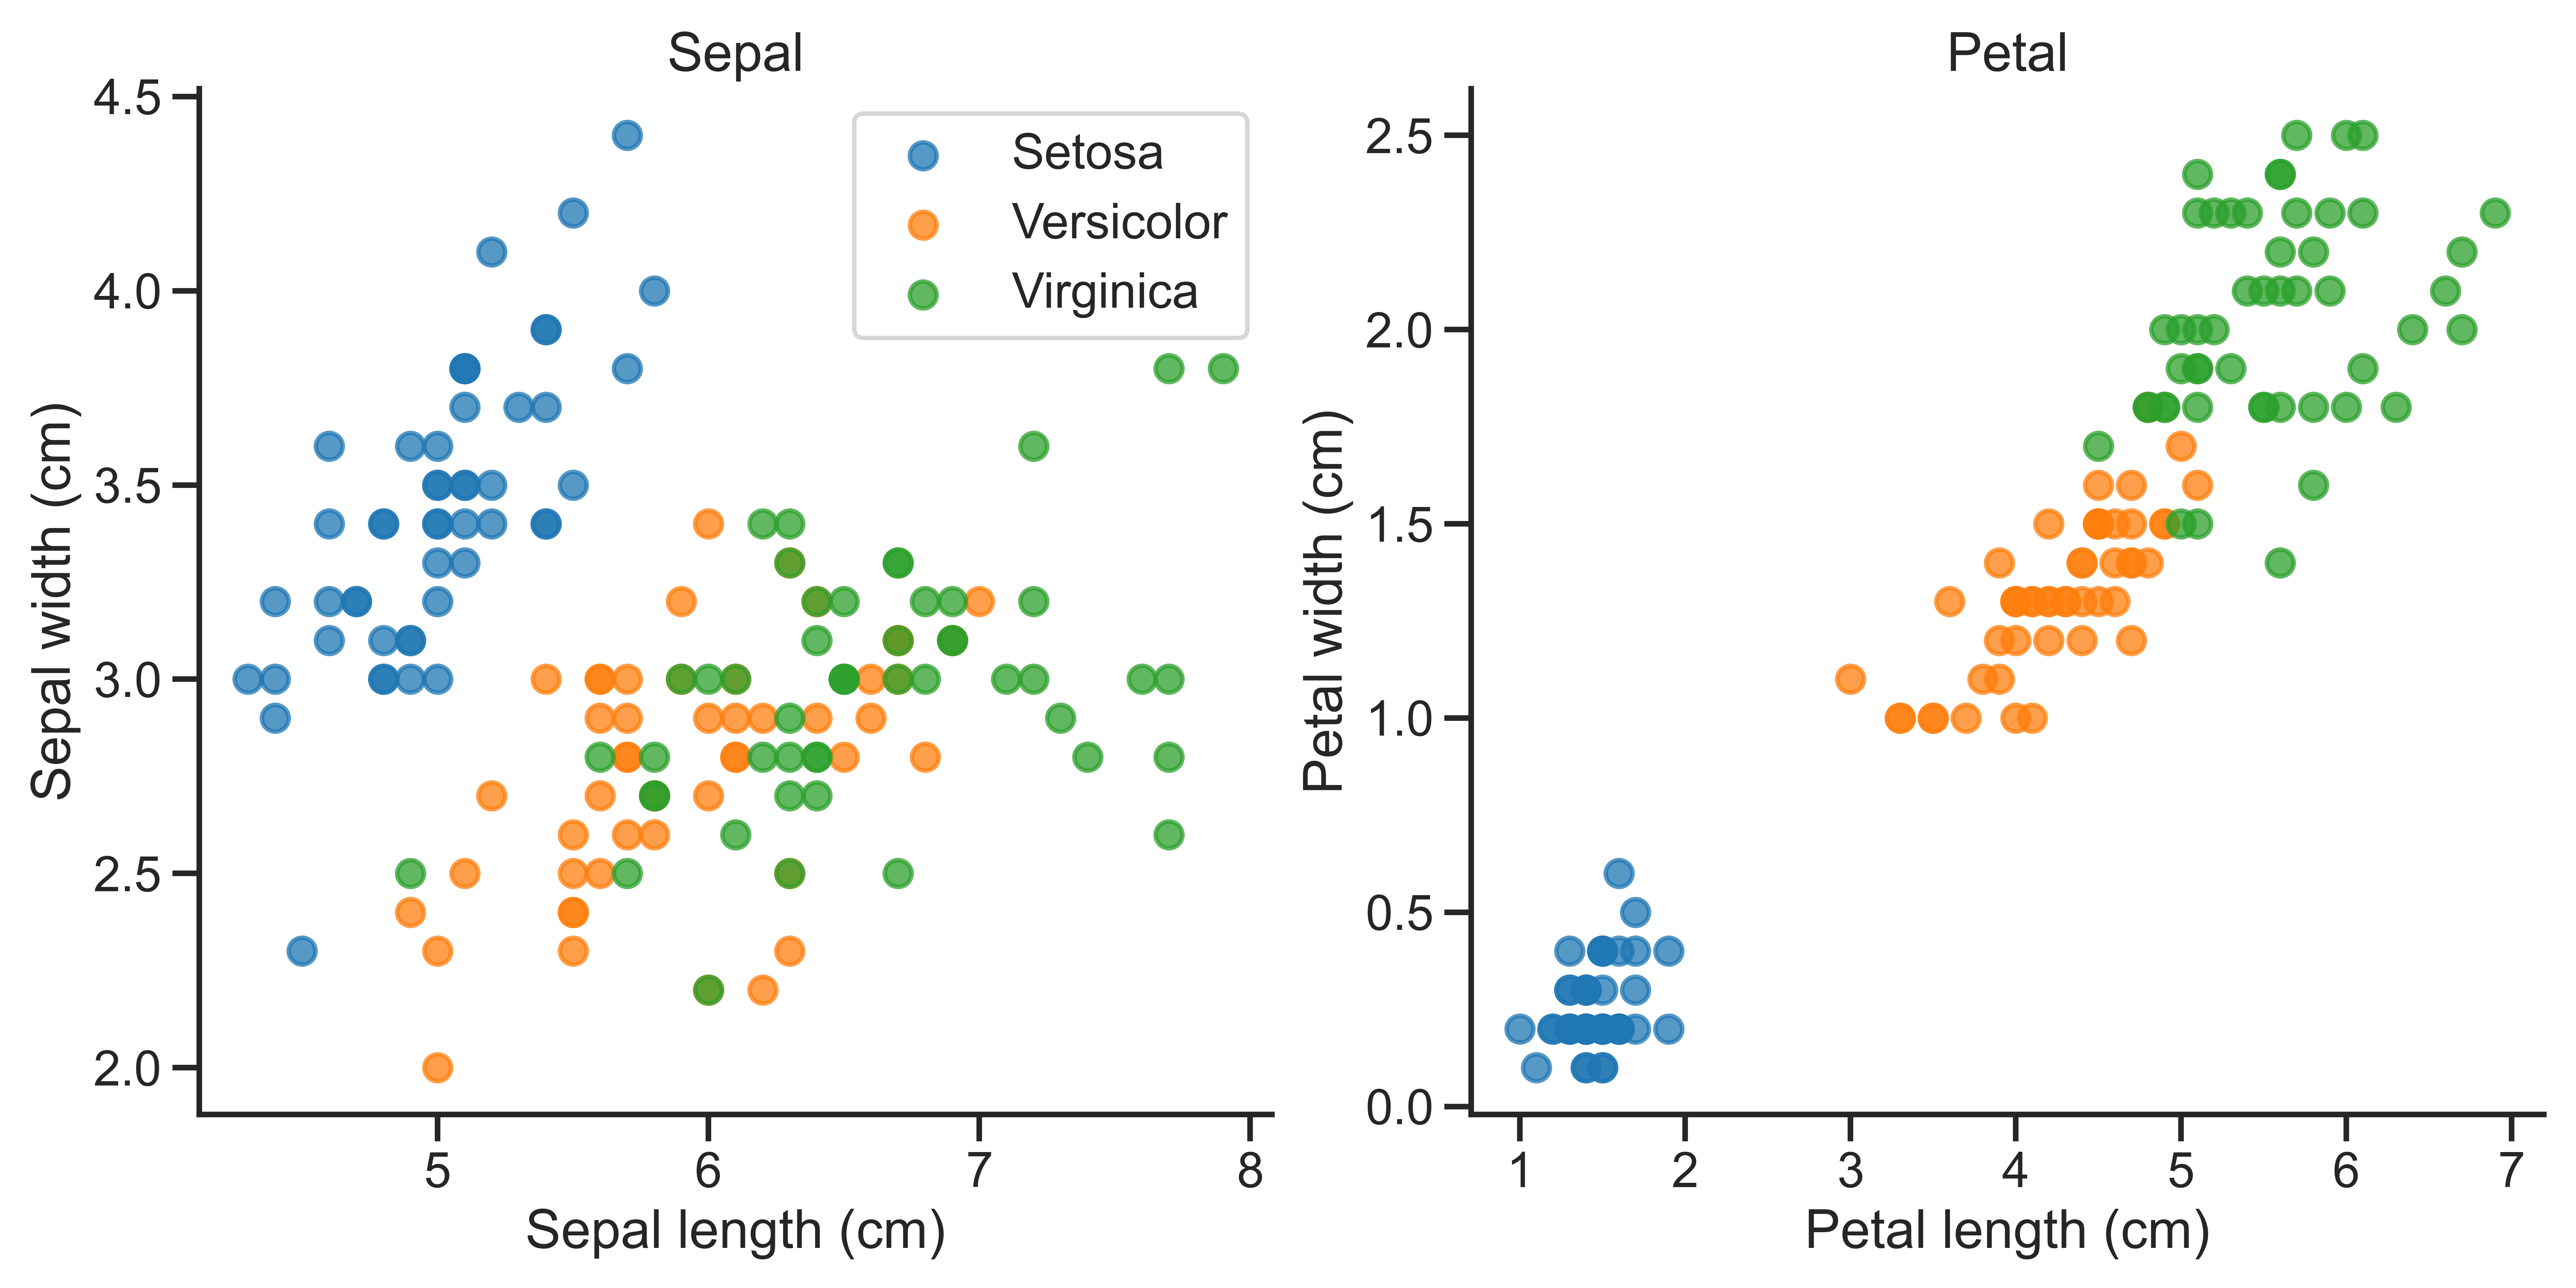 Sepal
Sepal width (cm)
4.5
4.0
3.5
3.0
2.5
2.0
Setosa
Versicolor
Virginica
5 6 7 8
Sepal length (cm)
Petal
Petal width (cm)
2.5
2.0
1.5
1.0
0.5
0.0
1 2 3 4 5 6 7
Petal length (cm)